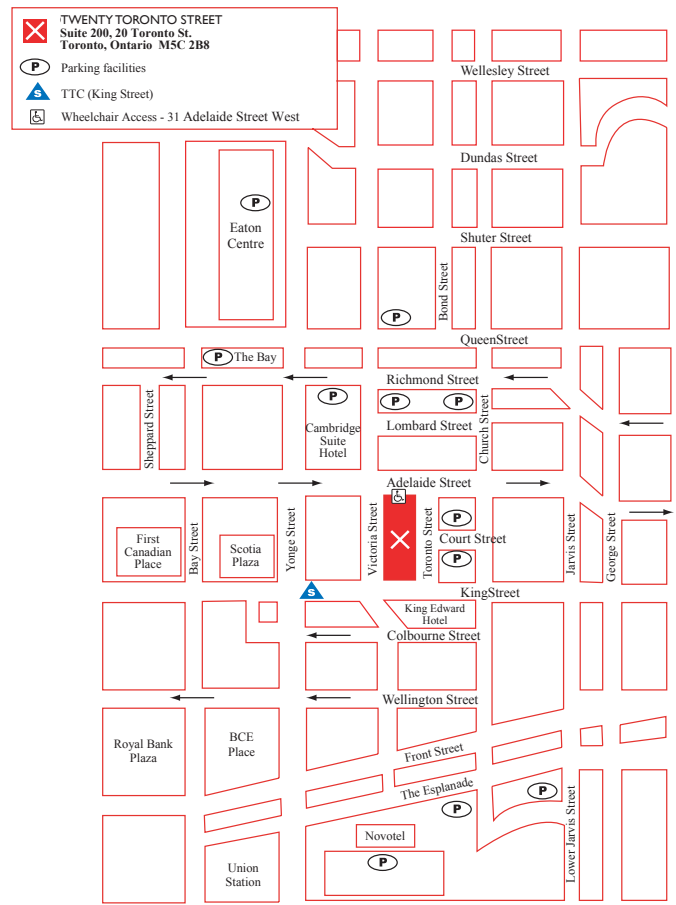 TWENTY TORONTO STREET
Suite 200, 20 Toronto St.
Toronto, Ontario M5C 2B8
P Parking facilities
S TTC (King Street)
Wheelchair Access - 31 Adelaide Street West
Wellesley Street
Dundas Street
P
Eaton
Centre
Shuter Street
Bond Street
P
QueenStreet
P The Bay
Richmond Street
P
P
P
Sheppard Street
Cambridge
Suite
Hotel
Lombard Street
Church Street
Adelaide Street
First
Canadian
Place
Bay Street
Scotia
Plaza
Yonge Street
Victoria Street
Toronto Street
P
Court Street
P
Jarvis Street
George Street
S
KingStreet
King Edward
Hotel
Colbourne Street
Wellington Street
Royal Bank
Plaza
BCE
Place
Front Street
The Esplanade
P
P
Lower Jarvis Street
Novotel
P
Union
Station